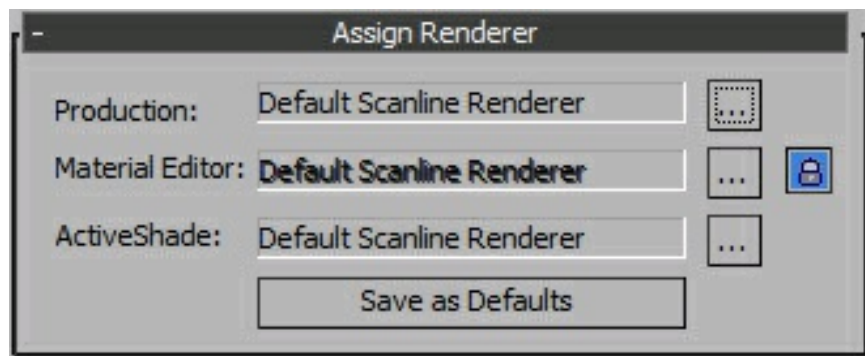 - Assign Renderer
Production: Default Scanline Renderer ...
Material Editor: Default Scanline Renderer ...
ActiveShade: Default Scanline Renderer ...
Save as Defaults